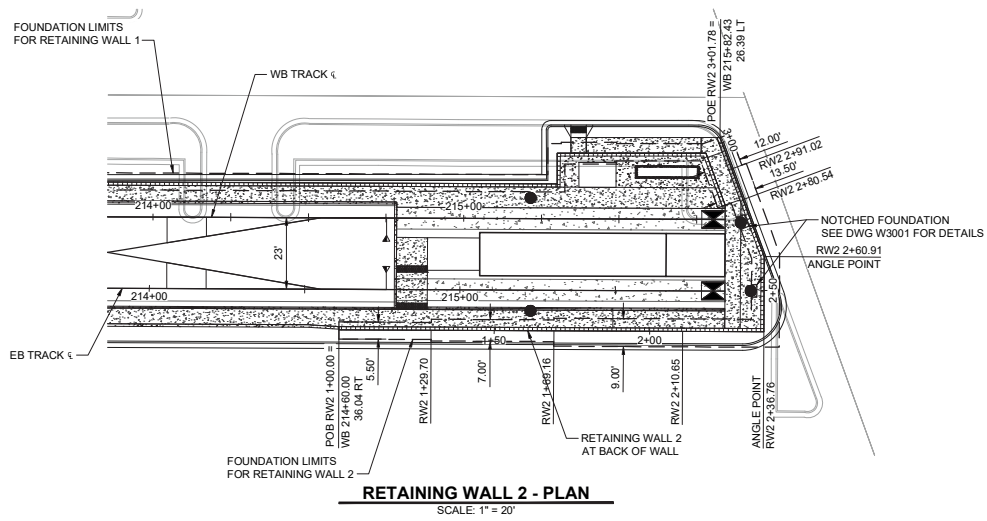 FOUNDATION LIMITS
FOR RETAINING WALL 1
WB TRACK ℄
POE RW2 3+01.78 =
WB 215+82.43
26.39 LT
3+00
12.00'
RW2 2+91.02
13.50'
RW2 2+80.54
214+00
215+00
NOTCHED FOUNDATION
SEE DWG W3001 FOR DETAILS
23'
RW2 2+60.91
ANGLE POINT
214+00
215+00
2+50
EB TRACK ℄
1+50
2+00
POB RW2 1+00.00 =
WB 214+60.00
36.04 RT
5.50'
RW2 1+29.70
7.00'
RW2 1+69.16
9.00'
RW2 2+10.65
ANGLE POINT
RW2 2+36.76
RETAINING WALL 2
AT BACK OF WALL
FOUNDATION LIMITS
FOR RETAINING WALL 2
RETAINING WALL 2 - PLAN
SCALE: 1" = 20'